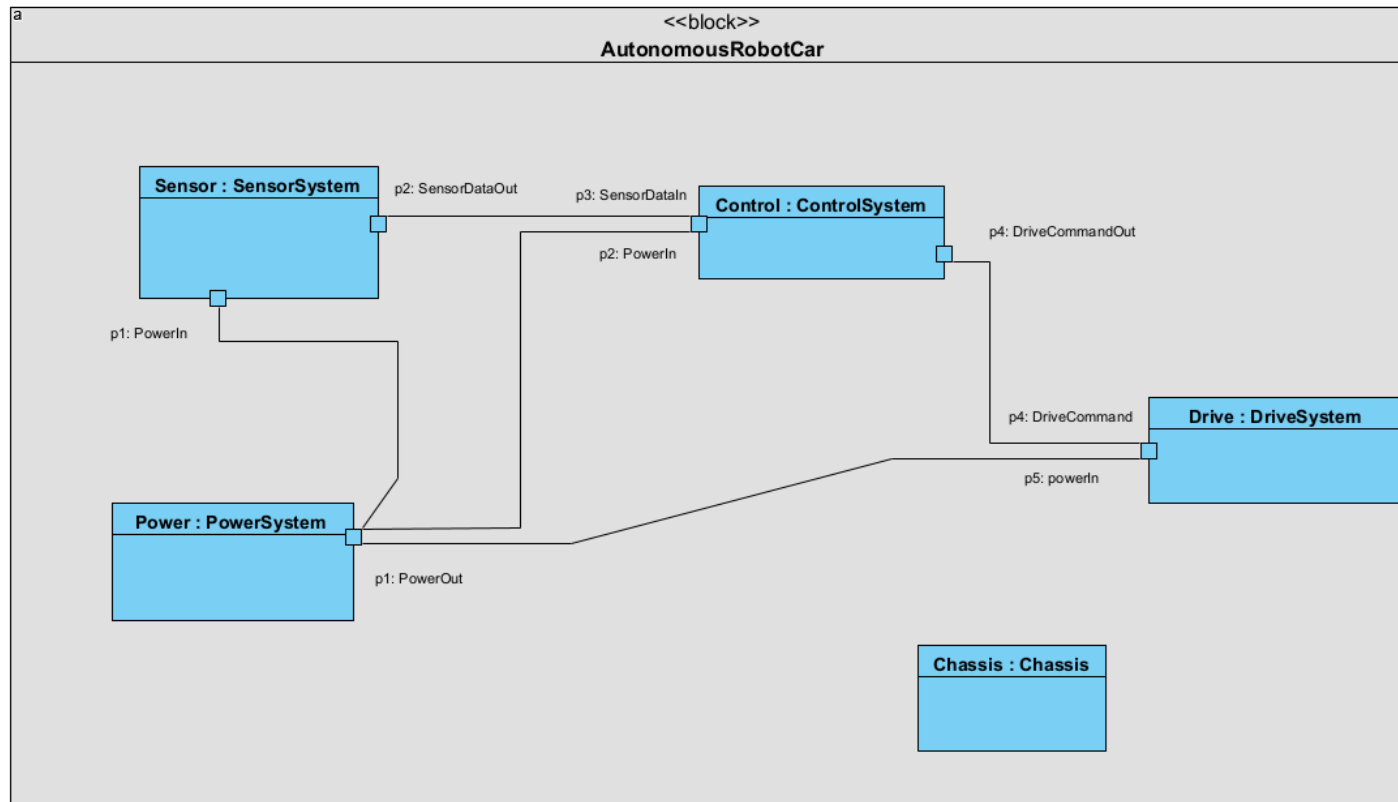 a
<<block>>
AutonomousRobotCar
Sensor : SensorSystem
p2: SensorDataOut
p3: SensorDataIn
Control : ControlSystem
p4: DriveCommandOut
p2: PowerIn
p1: PowerIn
p4: DriveCommand
Drive : DriveSystem
p5: powerIn
Power : PowerSystem
p1: PowerOut
Chassis : Chassis